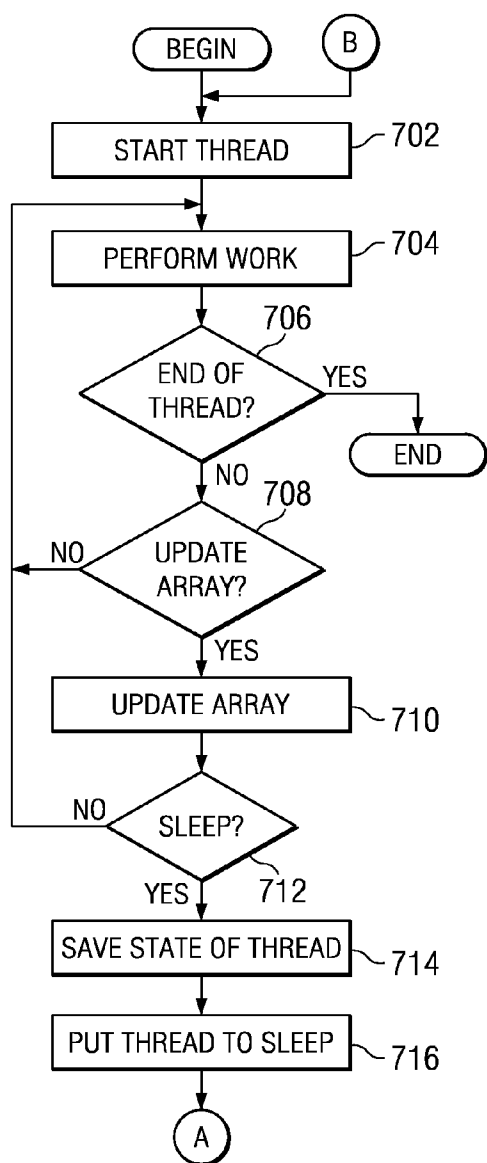 BEGIN
B
START THREAD
702
PERFORM WORK
704
706
END OF
THREAD?
YES
END
NO
708
NO
UPDATE
ARRAY?
YES
UPDATE ARRAY
710
NO
SLEEP?
712
YES
SAVE STATE OF THREAD
714
PUT THREAD TO SLEEP
716
A